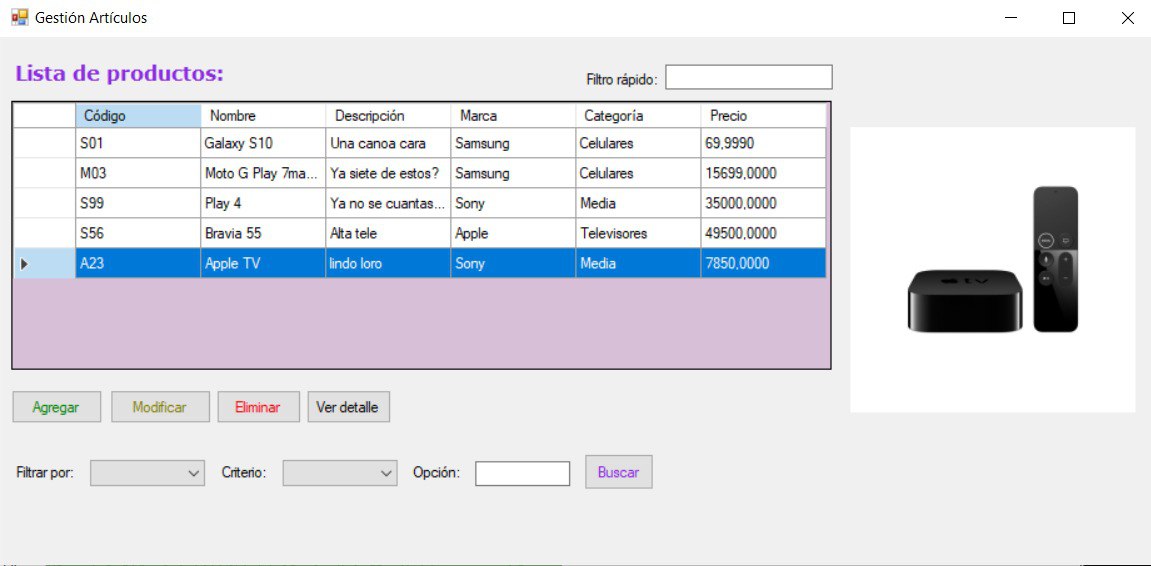 Gestión Artículos
Lista de productos:
Filtro rápido:
Código Nombre Descripción Marca Categoría Precio
S01 Galaxy S10 Una canoa cara Samsung Celulares 69,9990
M03 Moto G Play 7ma... Ya siete de estos? Samsung Celulares 15699,0000
S99 Play 4 Ya no se cuantas... Sony Media 35000,0000
S56 Bravia 55 Alta tele Apple Televisores 49500,0000
A23 Apple TV lindo loro Sony Media 7850,0000
tv
Agregar Modificar Eliminar Ver detalle
Filtrar por: Criterio: Opción: Buscar